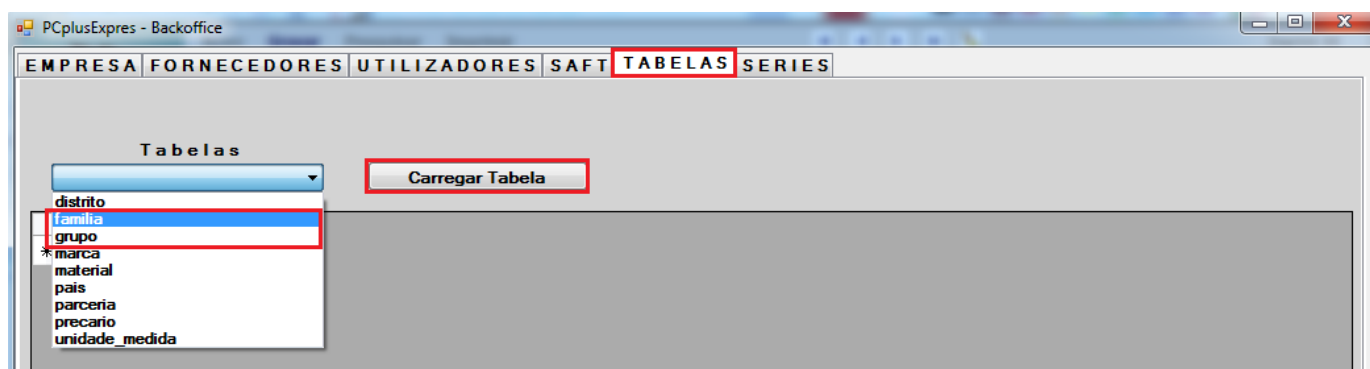 PCplusExpres - Backoffice
EMPRESA FORNECEDORES UTILIZADORES SAFT TABELAS SERIES
Tabelas
Carregar Tabela
distrito
familia
grupo
* marca
material
pais
parceria
precario
unidade_medida